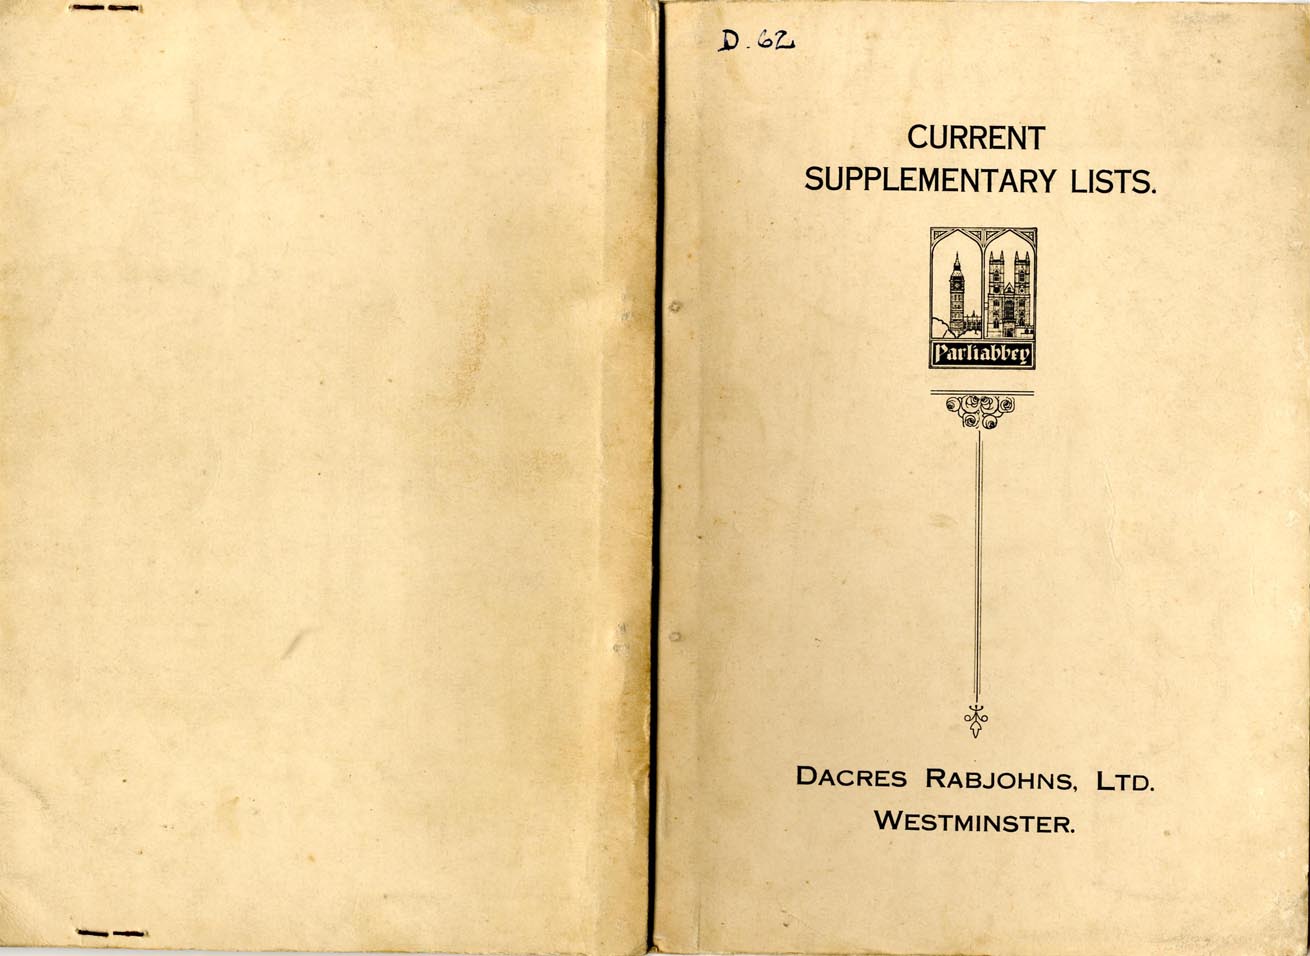 D. 62
CURRENT
SUPPLEMENTARY LISTS.
Parliabbey
DACRES RABJOHNS, LTD.
WESTMINSTER.